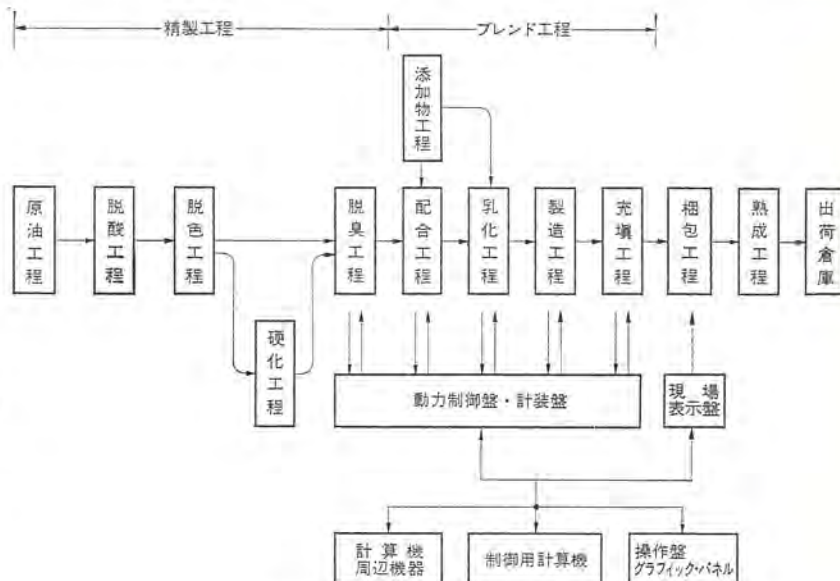 精製工程
ブレンド工程
添加物工程
原油工程
脱酸工程
脱色工程
硬化工程
脱臭工程
配合工程
乳化工程
製造工程
充塡工程
梱包工程
熟成工程
出荷倉庫
動力制御盤・計装盤
現場
表示盤
計算機
周辺機器
制御用計算機
操作盤
グラフィック・パネル